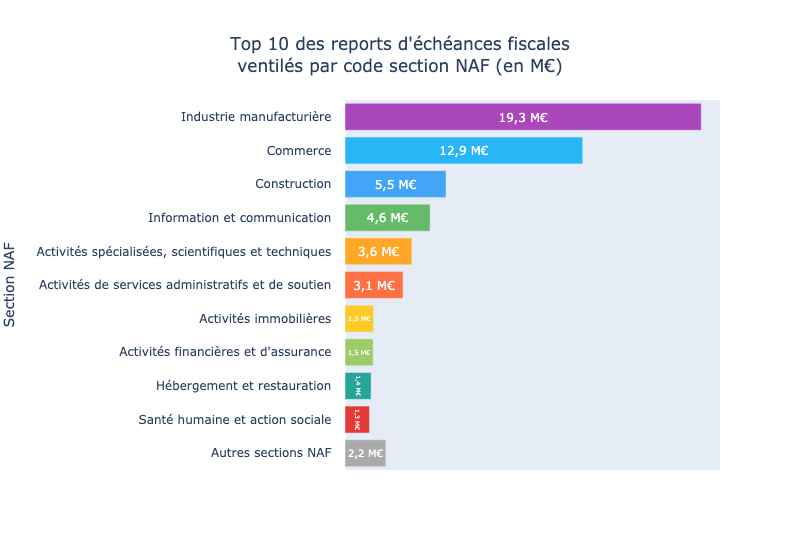 Top 10 des reports d'échéances fiscales
ventilés par code section NAF (en M€)
Section NAF
Industrie manufacturière 19,3 M€
Commerce 12,9 M€
Construction 5,5 M€
Information et communication 4,6 M€
Activités spécialisées, scientifiques et techniques 3,6 M€
Activités de services administratifs et de soutien 3,1 M€
Activités immobilières 1,5 M€
Activités financières et d'assurance 1,5 M€
Hébergement et restauration 1,4 M€
Santé humaine et action sociale 1,3 M€
Autres sections NAF 2,2 M€